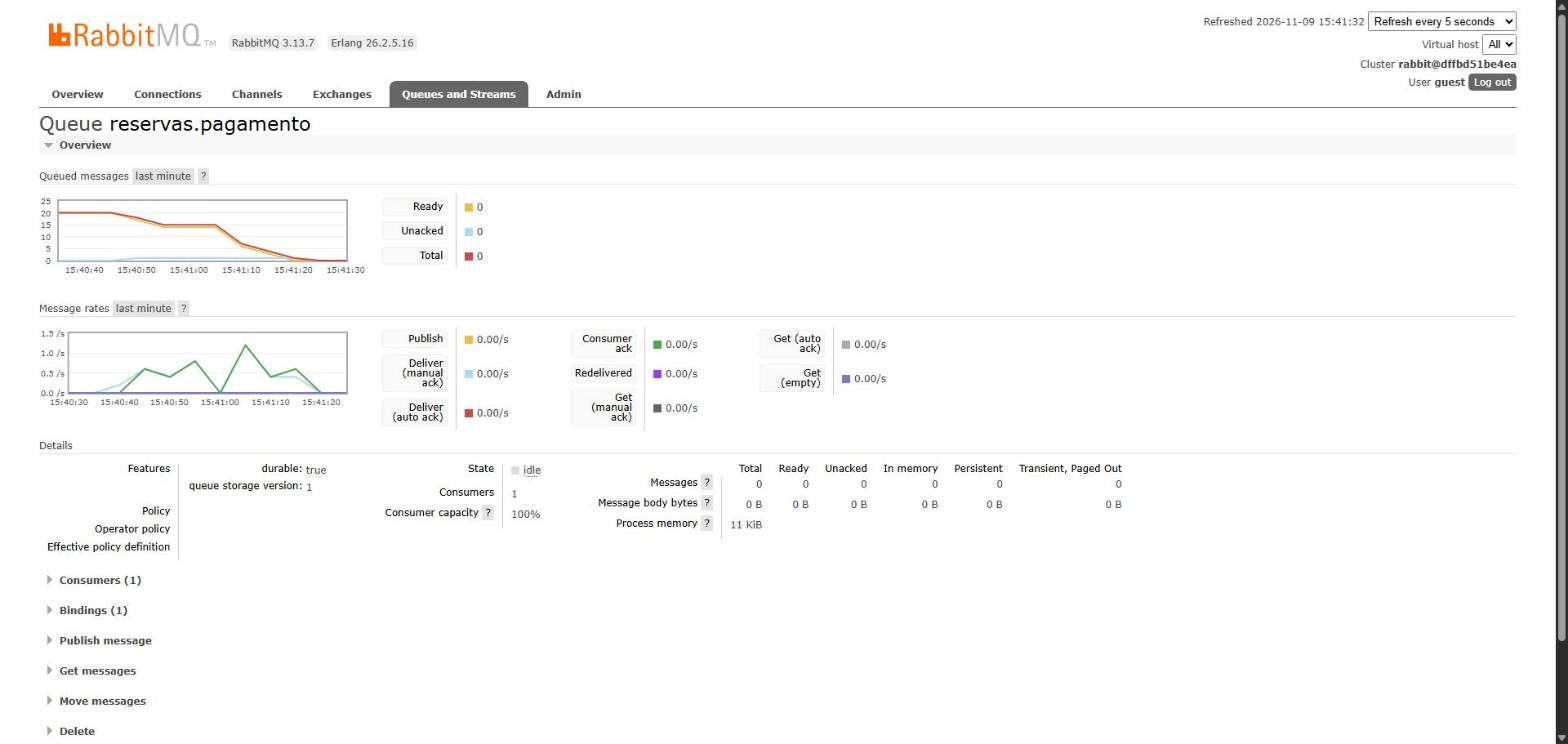 RabbitMQ TM RabbitMQ 3.13.7 Erlang 26.2.5.16
Refreshed 2026-11-09 15:41:32 Refresh every 5 seconds
Virtual host All
Cluster rabbit@dffbd51be4ea
User guest Log out
Overview Connections Channels Exchanges Queues and Streams Admin
Queue reservas.pagamento
Overview
Queued messages last minute ?
25
20
15
10
5
0
15:40:40 15:40:50 15:41:00 15:41:10 15:41:20 15:41:30
Ready 0
Unacked 0
Total 0
Message rates last minute ?
1.5 /s
1.0 /s
0.5 /s
0.0 /s
15:40:30 15:40:40 15:40:50 15:41:00 15:41:10 15:41:20
Publish 0.00/s
Deliver
(manual
ack) 0.00/s
Deliver
(auto ack) 0.00/s
Consumer
ack 0.00/s
Redelivered 0.00/s
Get
(manual
ack) 0.00/s
Get (auto
ack) 0.00/s
Get
(empty) 0.00/s
Details
Features durable: true
queue storage version: 1
Policy
Operator policy
Effective policy definition
State idle
Consumers 1
Consumer capacity ? 100%
Total Ready Unacked In memory Persistent Transient, Paged Out
Messages ? 0 0 0 0 0 0
Message body bytes ? 0 B 0 B 0 B 0 B 0 B 0 B
Process memory ? 11 KiB
Consumers (1)
Bindings (1)
Publish message
Get messages
Move messages
Delete